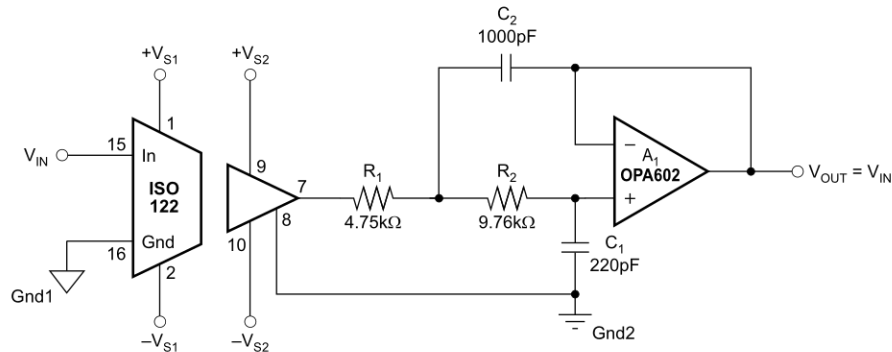 C2
1000pF
+VS1
+VS2
1
15
VIN
In
ISO
122
9
7
8
R1
4.75kΩ
R2
9.76kΩ
–
A1
OPA602
+
VOUT = VIN
10
16
Gnd
2
C1
220pF
Gnd1
–VS1
–VS2
Gnd2